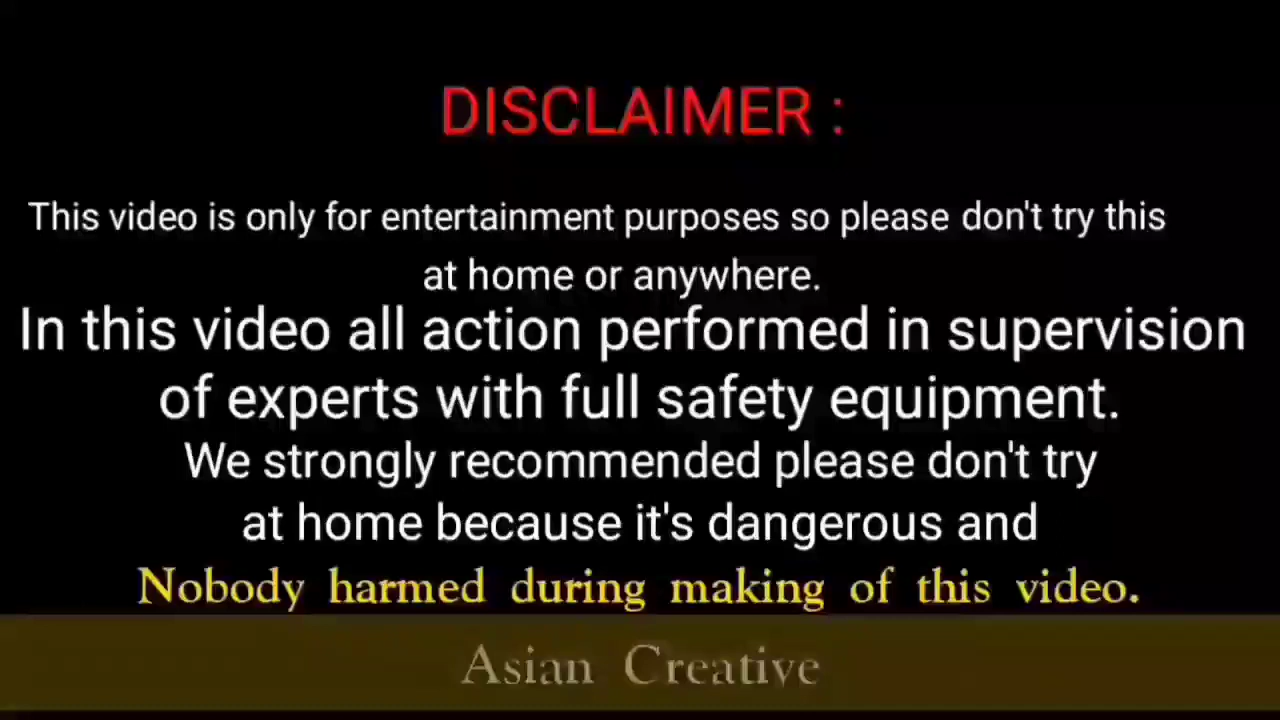 DISCLAIMER :
This video is only for entertainment purposes so please don't try this
at home or anywhere.
In this video all action performed in supervision
of experts with full safety equipment.
We strongly recommended please don't try
at home because it's dangerous and
Nobody harmed during making of this video.
Asian Creative